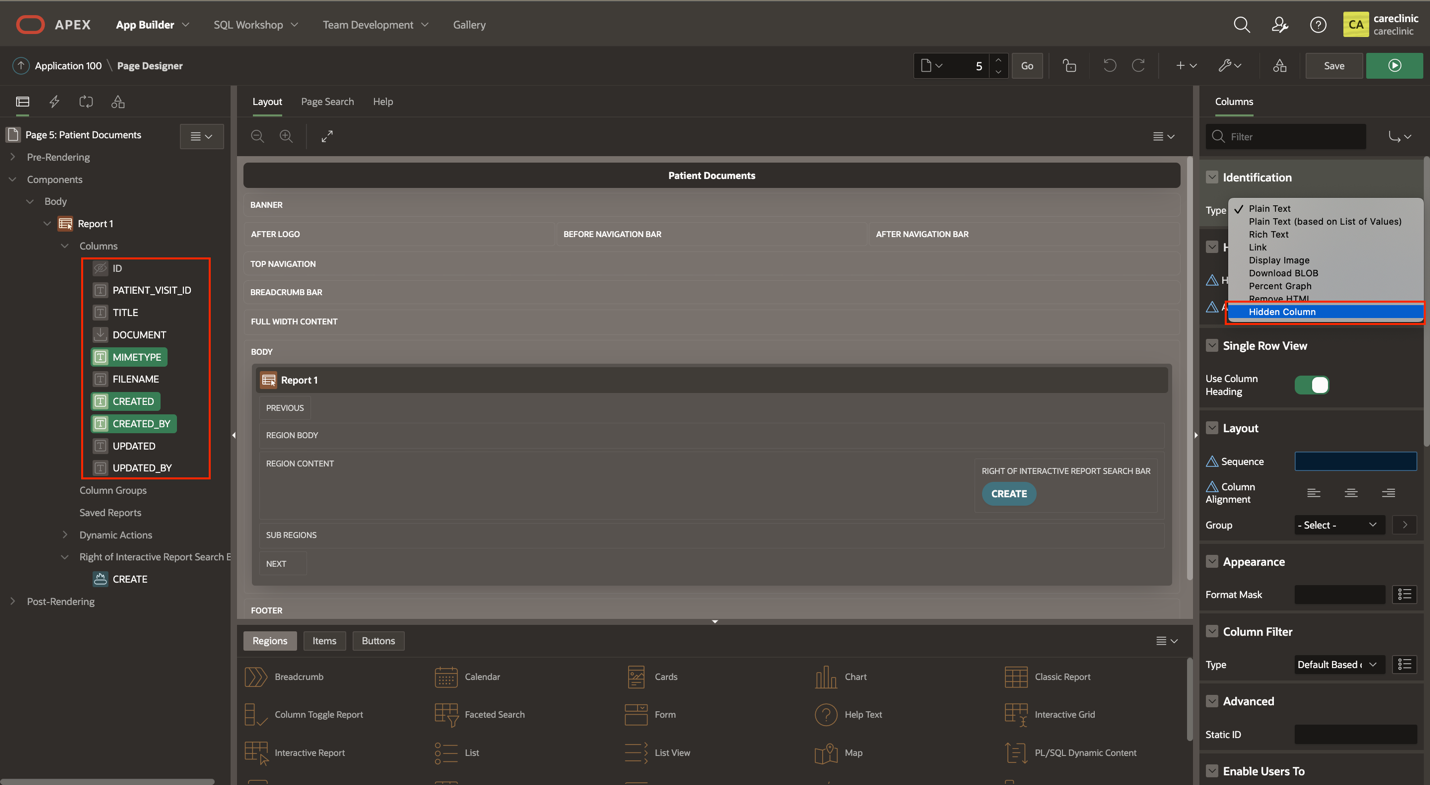 APEX App Builder SQL Workshop Team Development Gallery CA careclinic
careclinic
Application 100 \ Page Designer 5 Go Save
Layout Page Search Help
Columns
Page 5: Patient Documents
Pre-Rendering
Components
Body
Report 1
Columns
ID
PATIENT_VISIT_ID
TITLE
DOCUMENT
MIMETYPE
FILENAME
CREATED
CREATED_BY
UPDATED
UPDATED_BY
Column Groups
Saved Reports
Dynamic Actions
Right of Interactive Report Search
CREATE
Post-Rendering
Patient Documents
BANNER
AFTER LOGO BEFORE NAVIGATION BAR AFTER NAVIGATION BAR
TOP NAVIGATION
BREADCRUMB BAR
FULL WIDTH CONTENT
BODY
Report 1
PREVIOUS
REGION BODY
REGION CONTENT
RIGHT OF INTERACTIVE REPORT SEARCH BAR
CREATE
SUB REGIONS
NEXT
FOOTER
Regions Items Buttons
Breadcrumb Calendar Cards Chart Classic Report
Column Toggle Report Faceted Search Form Help Text Interactive Grid
Interactive Report List List View Map PL/SQL Dynamic Content
Filter
Identification
Type
Plain Text
Plain Text (based on List of Values)
Rich Text
Link
Display Image
Download BLOB
Percent Graph
Remove HTML
Hidden Column
Single Row View
Use Column
Heading
Layout
Sequence
Column
Alignment
Group - Select -
Appearance
Format Mask
Column Filter
Type Default Based
Advanced
Static ID
Enable Users To